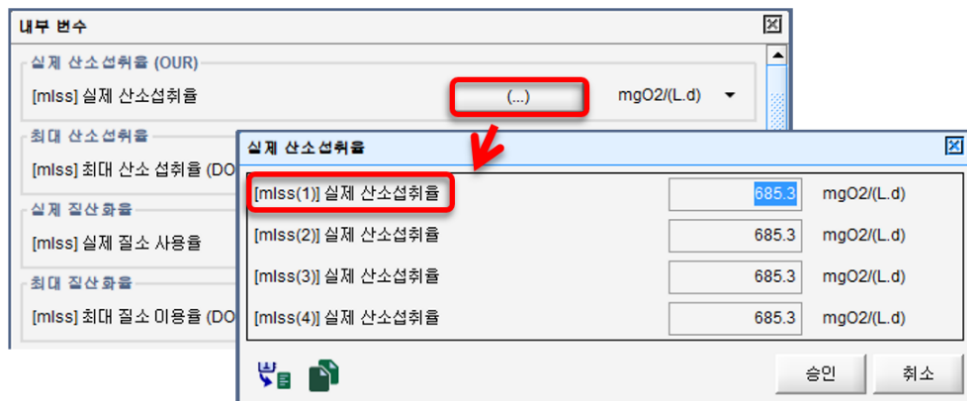 내부 변수
실제 산소섭취율 (OUR)
[mlss] 실제 산소섭취율 (...) mgO2/(L.d)
최대 산소섭취율
[mlss] 최대 산소 섭취율 (DO
실제 질산화율
[mlss] 실제 질소 사용율
최대 질산화율
[mlss] 최대 질소 이용율 (DO
실제 산소섭취율
[mlss(1)] 실제 산소섭취율 685.3 mgO2/(L.d)
[mlss(2)] 실제 산소섭취율 685.3 mgO2/(L.d)
[mlss(3)] 실제 산소섭취율 685.3 mgO2/(L.d)
[mlss(4)] 실제 산소섭취율 685.3 mgO2/(L.d)
승인 취소